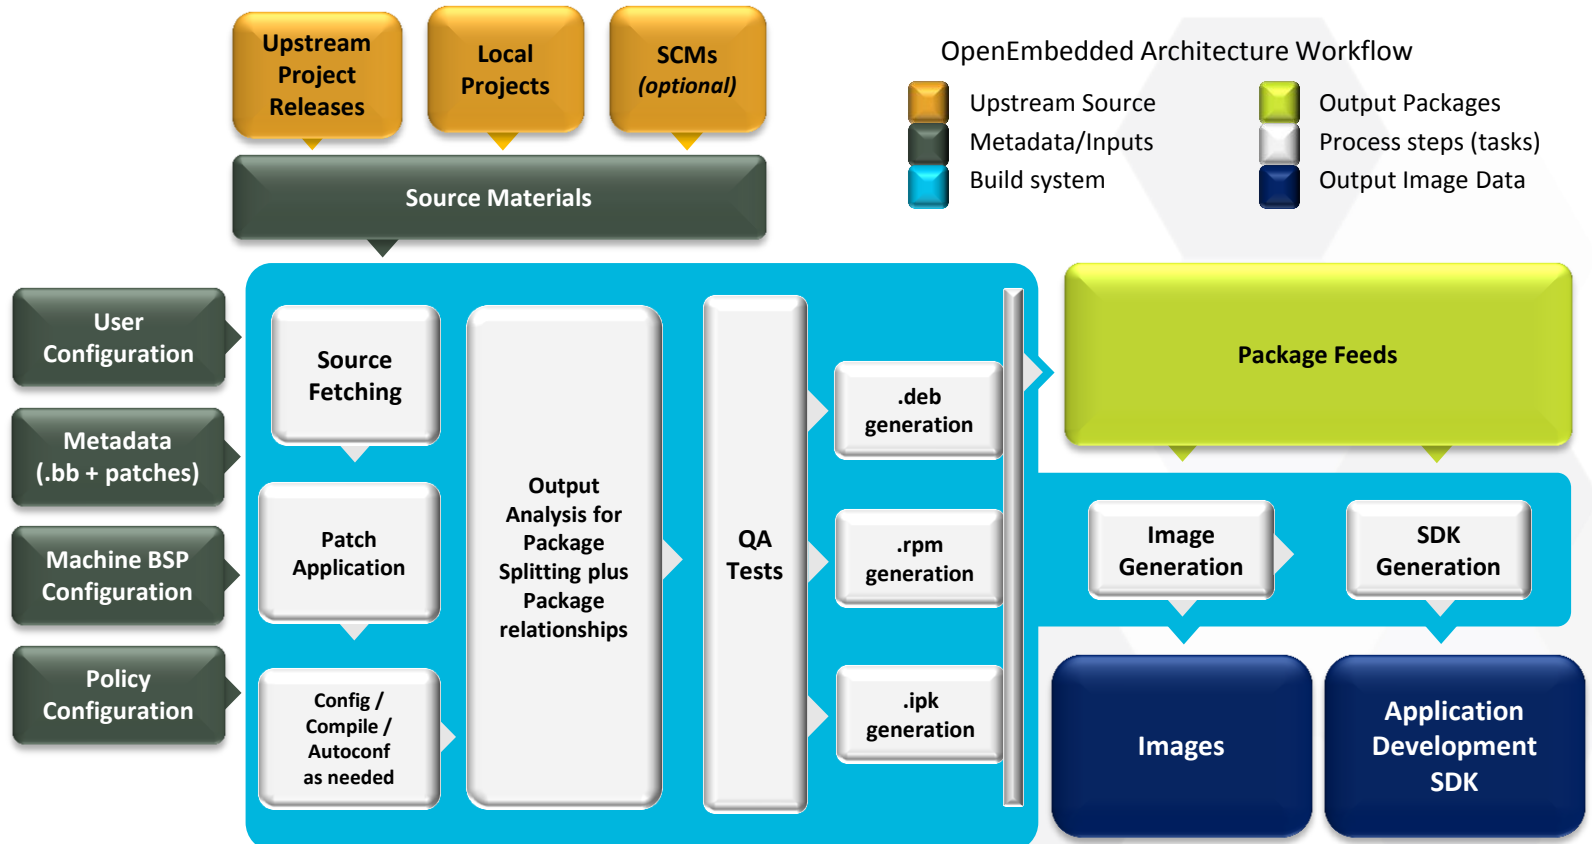 Upstream
Project
Releases
Local
Projects
SCMs
(optional)
OpenEmbedded Architecture Workflow
Upstream Source
Metadata/Inputs
Build system
Output Packages
Process steps (tasks)
Output Image Data
Source Materials
User
Configuration
Metadata
(.bb + patches)
Machine BSP
Configuration
Policy
Configuration
Source
Fetching
Patch
Application
Config /
Compile /
Autoconf
as needed
Output
Analysis for
Package
Splitting plus
Package
relationships
QA
Tests
.deb
generation
.rpm
generation
.ipk
generation
Package Feeds
Image
Generation
SDK
Generation
Images
Application
Development
SDK